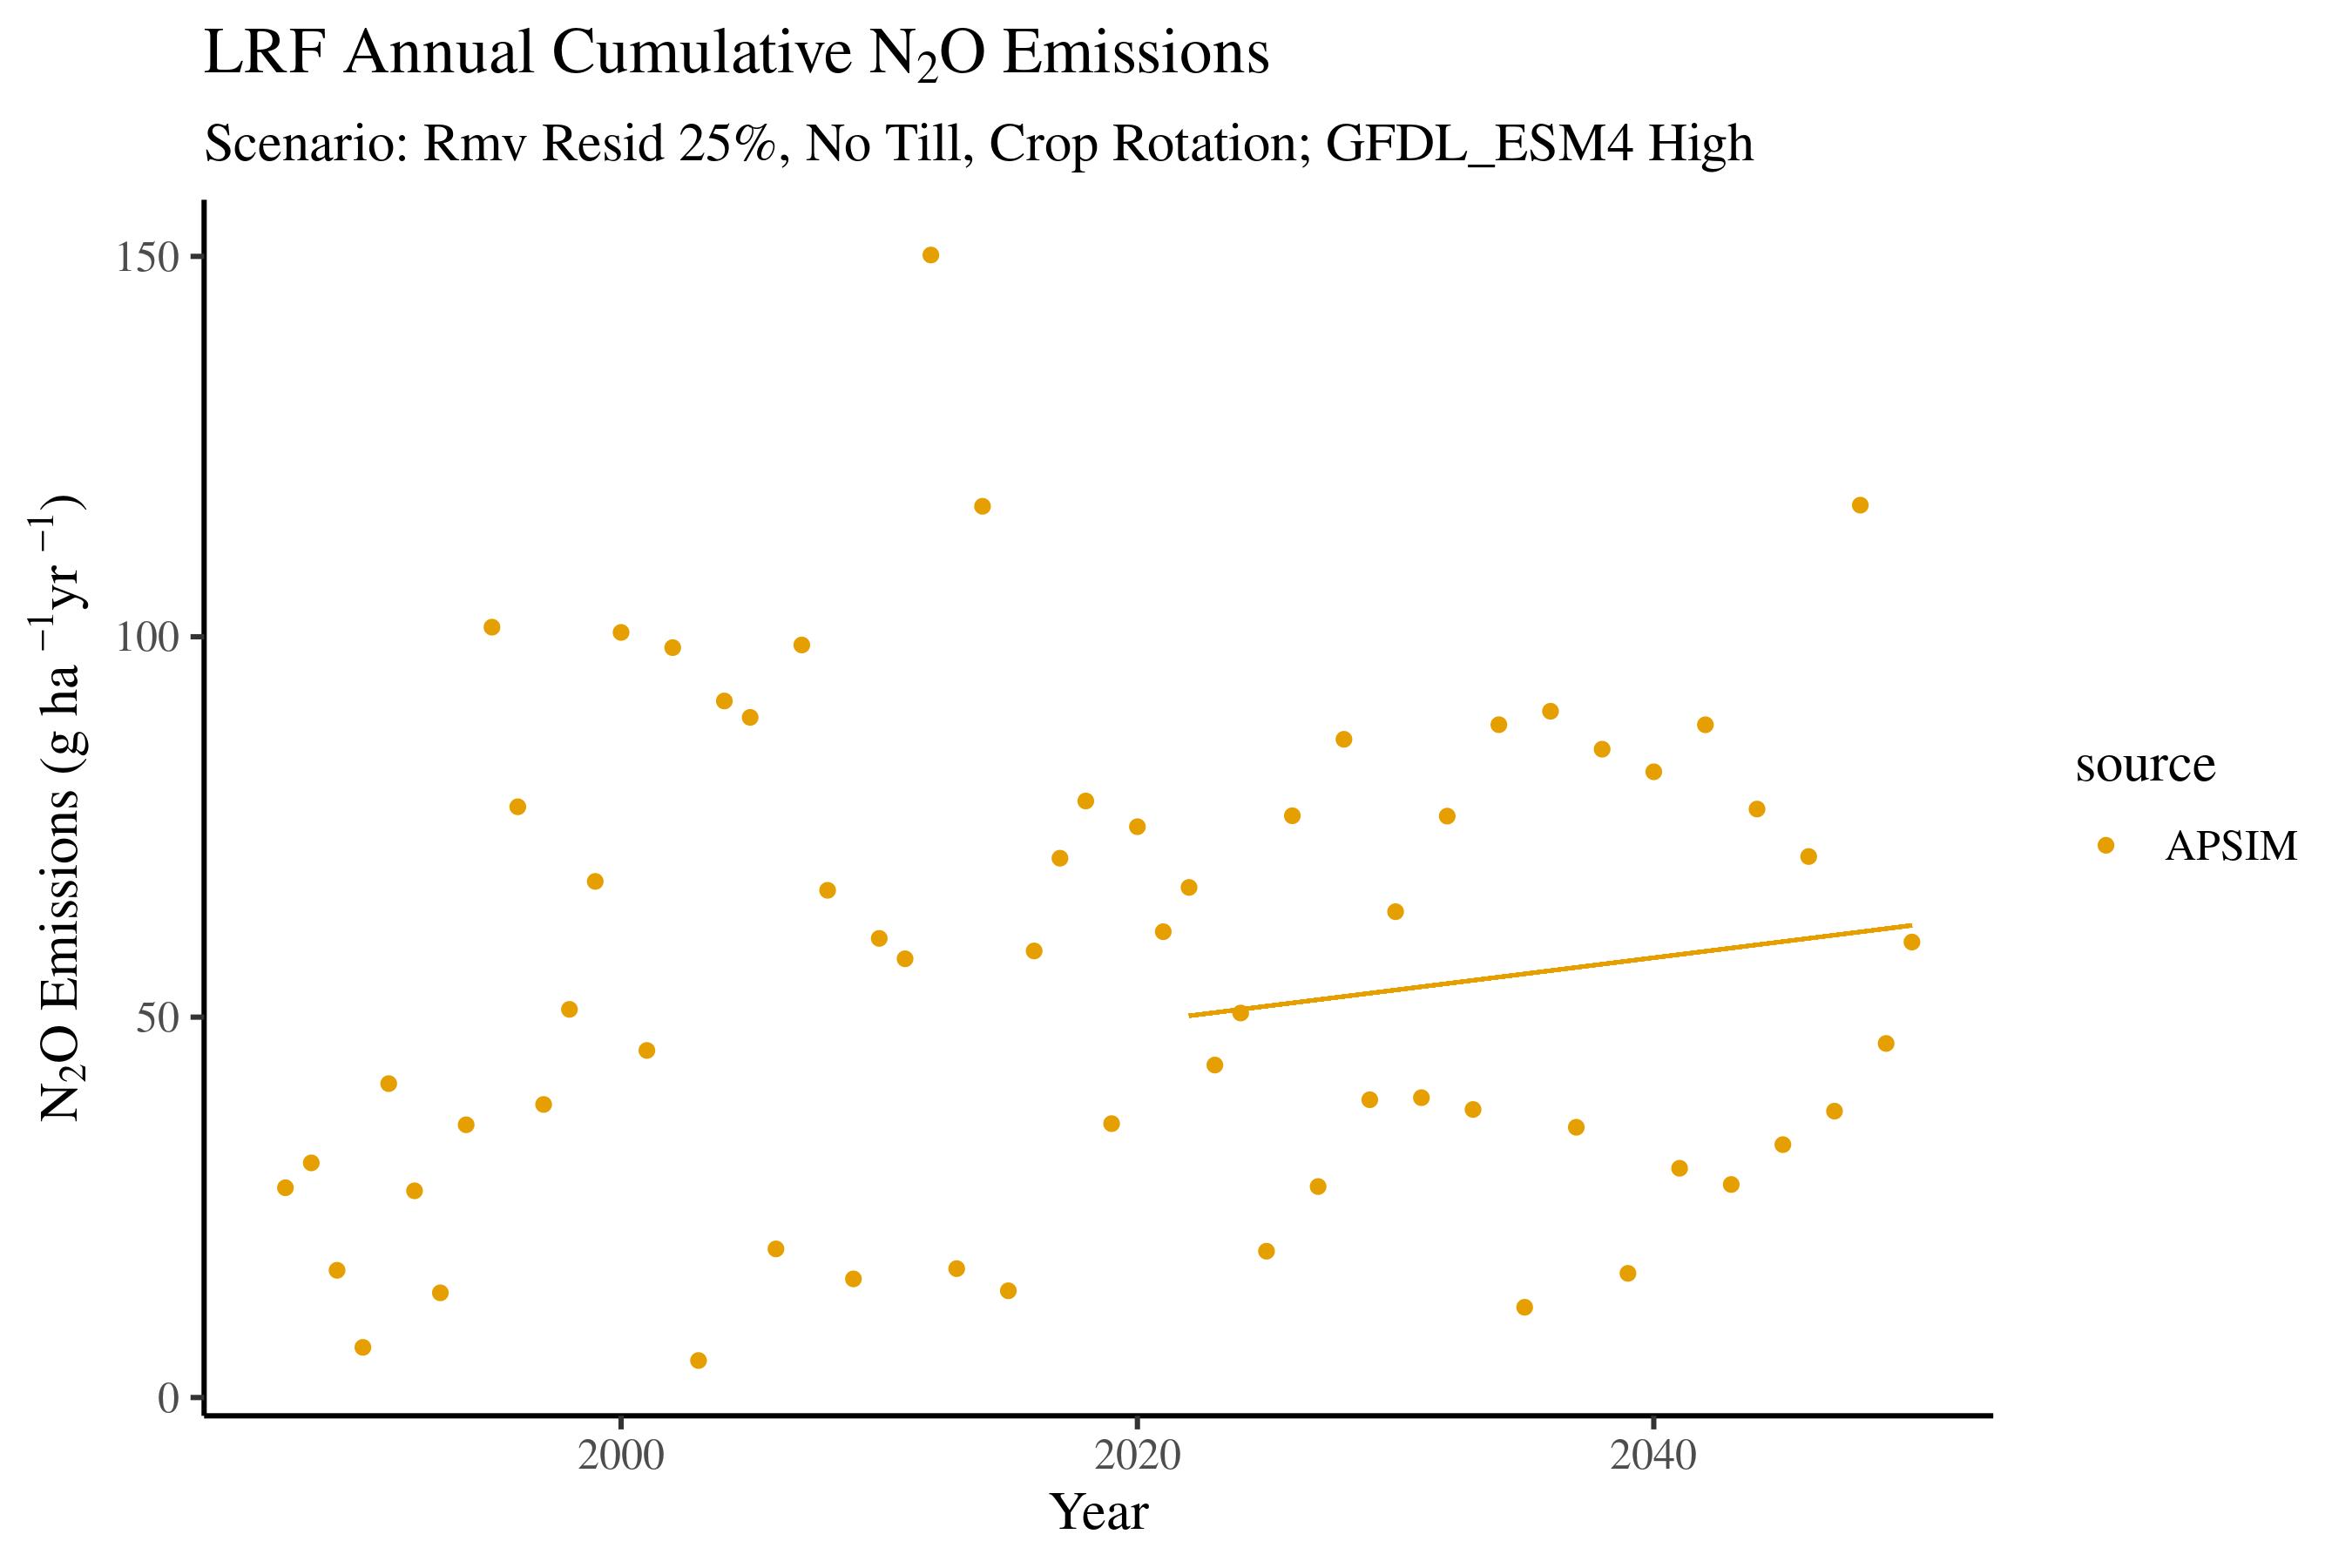 LRF Annual Cumulative N₂O Emissions
Scenario: Rmv Resid 25%, No Till, Crop Rotation; GFDL_ESM4 High
N₂O Emissions (g ha ⁻¹yr ⁻¹)
150
100
50
0
2000 2020 2040
Year
source
APSIM